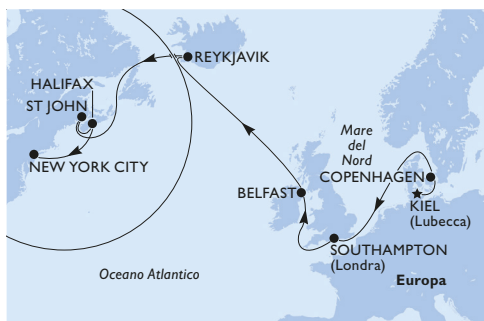 REYKJAVIK
HALIFAX
ST JOHN
NEW YORK CITY
Mare
del
Nord
COPENHAGEN
BELFAST
KIEL
(Lubecca)
SOUTHAMPTON
(Londra)
Oceano Atlantico
Europa